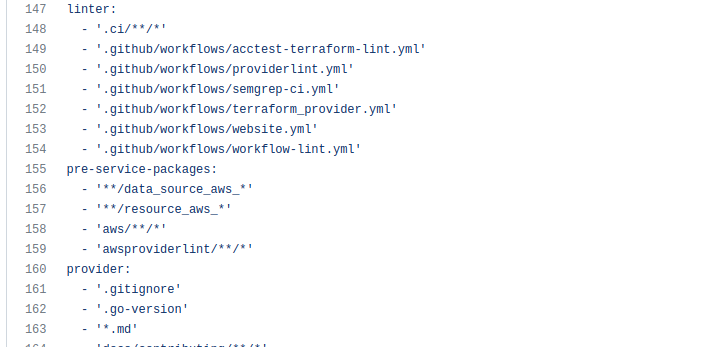 147 linter:
148 - '.ci/**/*'
149 - '.github/workflows/acctest-terraform-lint.yml'
150 - '.github/workflows/providerlint.yml'
151 - '.github/workflows/semgrep-ci.yml'
152 - '.github/workflows/terraform_provider.yml'
153 - '.github/workflows/website.yml'
154 - '.github/workflows/workflow-lint.yml'
155 pre-service-packages:
156 - '**/data_source_aws_*'
157 - '**/resource_aws_*'
158 - 'aws/**/*'
159 - 'awsproviderlint/**/*'
160 provider:
161 - '.gitignore'
162 - '.go-version'
163 - '*.md'